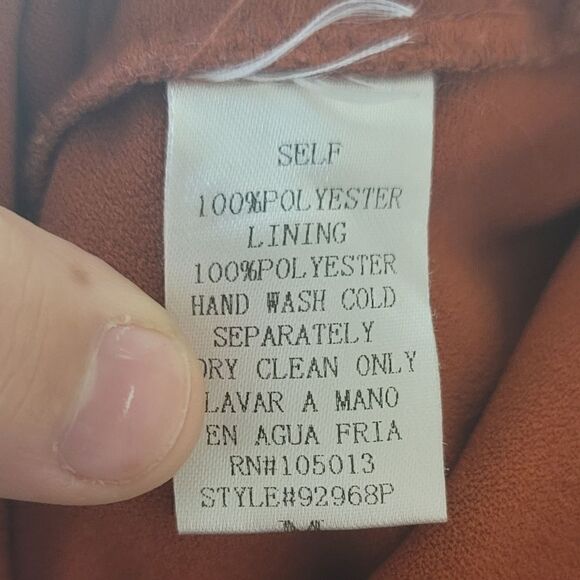 SELF
100%POLYESTER
LINING
100%POLYESTER
HAND WASH COLD
SEPARATELY
DRY CLEAN ONLY
LAVAR A MANO
EN AGUA FRIA
RN#105013
STYLE#92968P